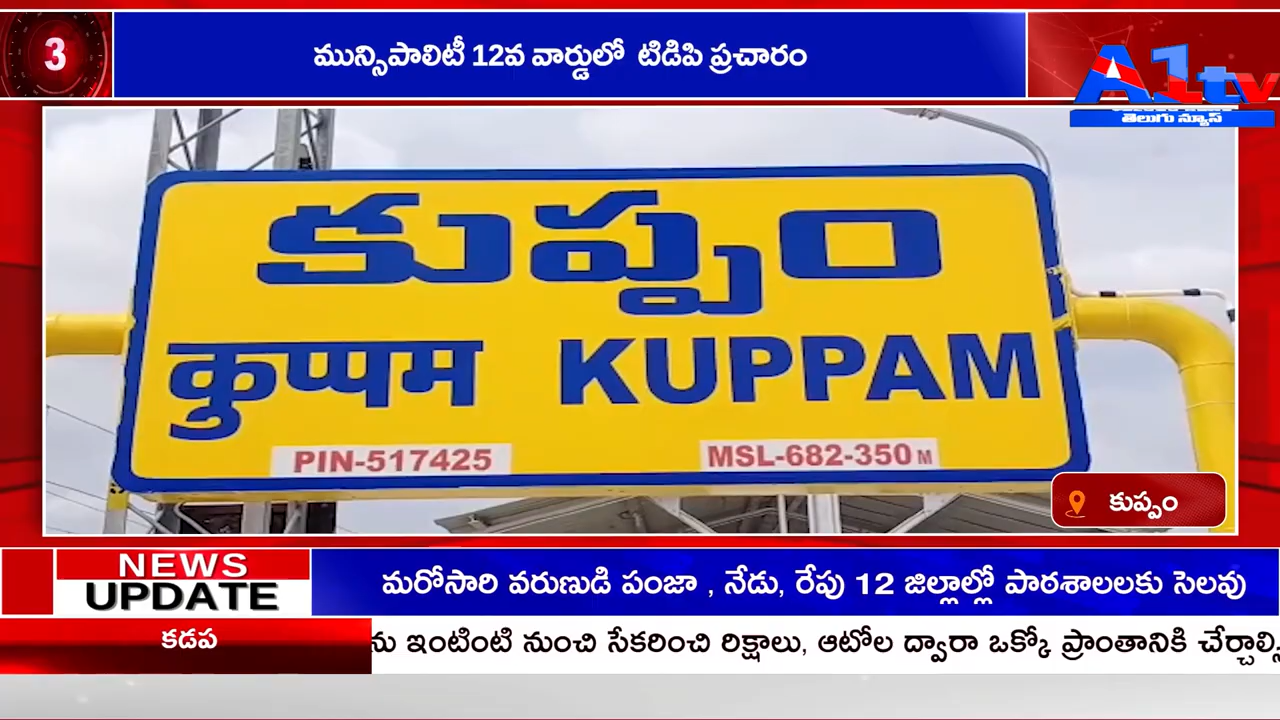 3
మున్సిపాలిటీ 12వ వార్డులో టిడిపి ప్రచారం
A1tv
తెలుగు న్యూస్
కుప్పం
कुप्पम KUPPAM
PIN-517425 MSL-682-350 M
కుప్పం
NEWS
UPDATE
మరోసారి వరుణుడి పంజా , నేడు, రేపు 12 జిల్లాల్లో పాఠశాలలకు సెలవు
కడప
ను ఇంటింటి నుంచి సేకరించి రిక్షాలు, ఆటోల ద్వారా ఒక్కో ప్రాంతానికి